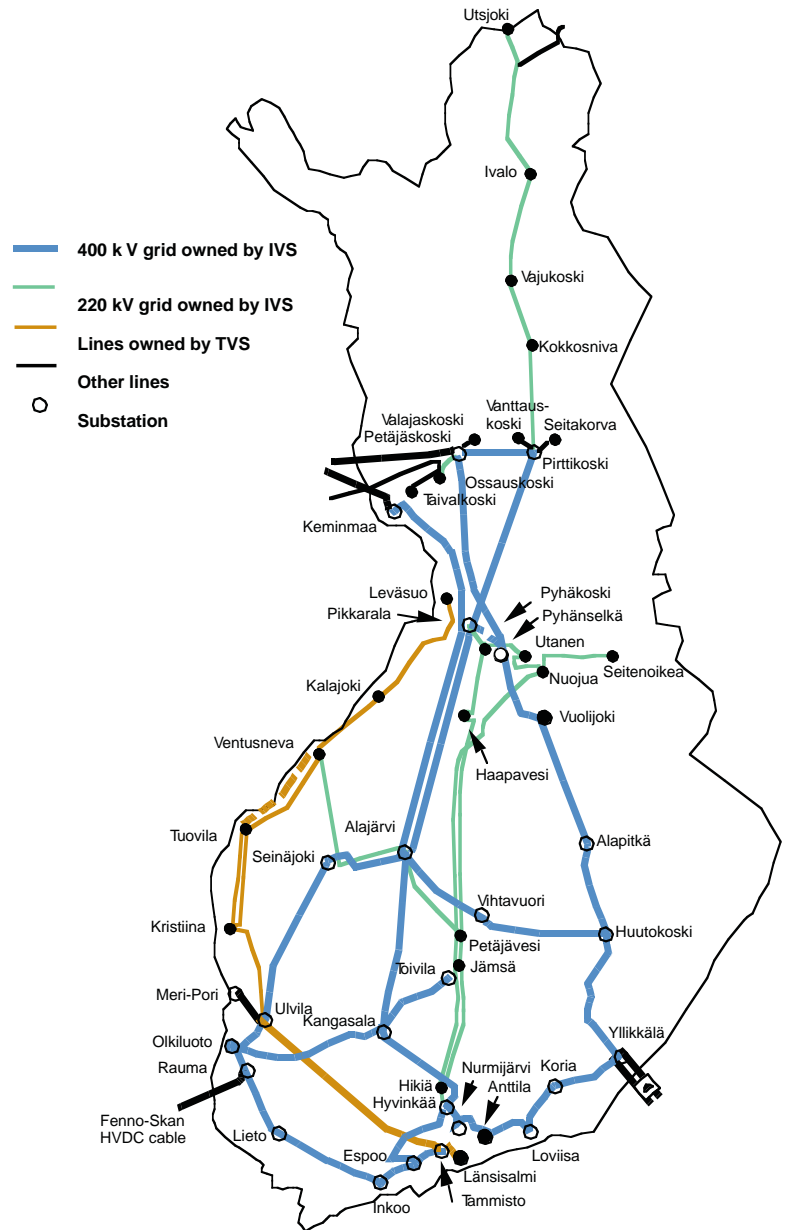 Utsjoki
Ivalo
400 k V grid owned by IVS
Vajukoski
220 kV grid owned by IVS
Lines owned by TVS
Kokkosniva
Other lines
Substation
Valajaskoski
Petäjäskoski
Vanttaus-
koski
Seitakorva
Pirttikoski
Ossauskoski
Taivalkoski
Keminmaa
Leväsuo
Pikkarala
Pyhäkoski
Pyhänselkä
Utanen
Nuojua
Seitenoikea
Kalajoki
Vuolijoki
Ventusneva
Haapavesi
Tuovila
Alajärvi
Seinäjoki
Alapitkä
Vihtavuori
Kristiina
Petäjävesi
Huutokoski
Jämsä
Toivila
Meri-Pori
Ulvila
Kangasala
Olkiluoto
Yllikkälä
Rauma
Nurmijärvi
Koria
Hikiä
Anttila
Hyvinkää
Fenno-Skan
HVDC cable
Lieto
Espoo
Loviisa
Länsisalmi
Inkoo
Tammisto